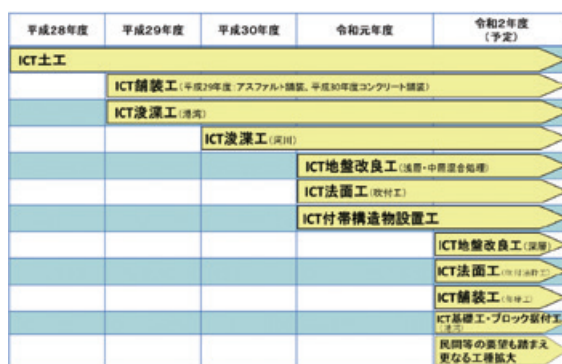 平成28年度 平成29年度 平成30年度 令和元年度 令和2年度
(予定)
ICT土工
ICT舗装工(平成29年度:アスファルト舗装、平成30年度コンクリート舗装)
ICT浚渫工(港湾)
ICT浚渫工(河川)
ICT地盤改良工(浅層・中層混合処理)
ICT法面工(吹付工)
ICT付帯構造物設置工
ICT地盤改良工(深層)
ICT法面工
ICT舗装工(修繕工)
ICT基礎工・ブロック据付工
(港湾)
民間等の要望も踏まえ
更なる工種拡大